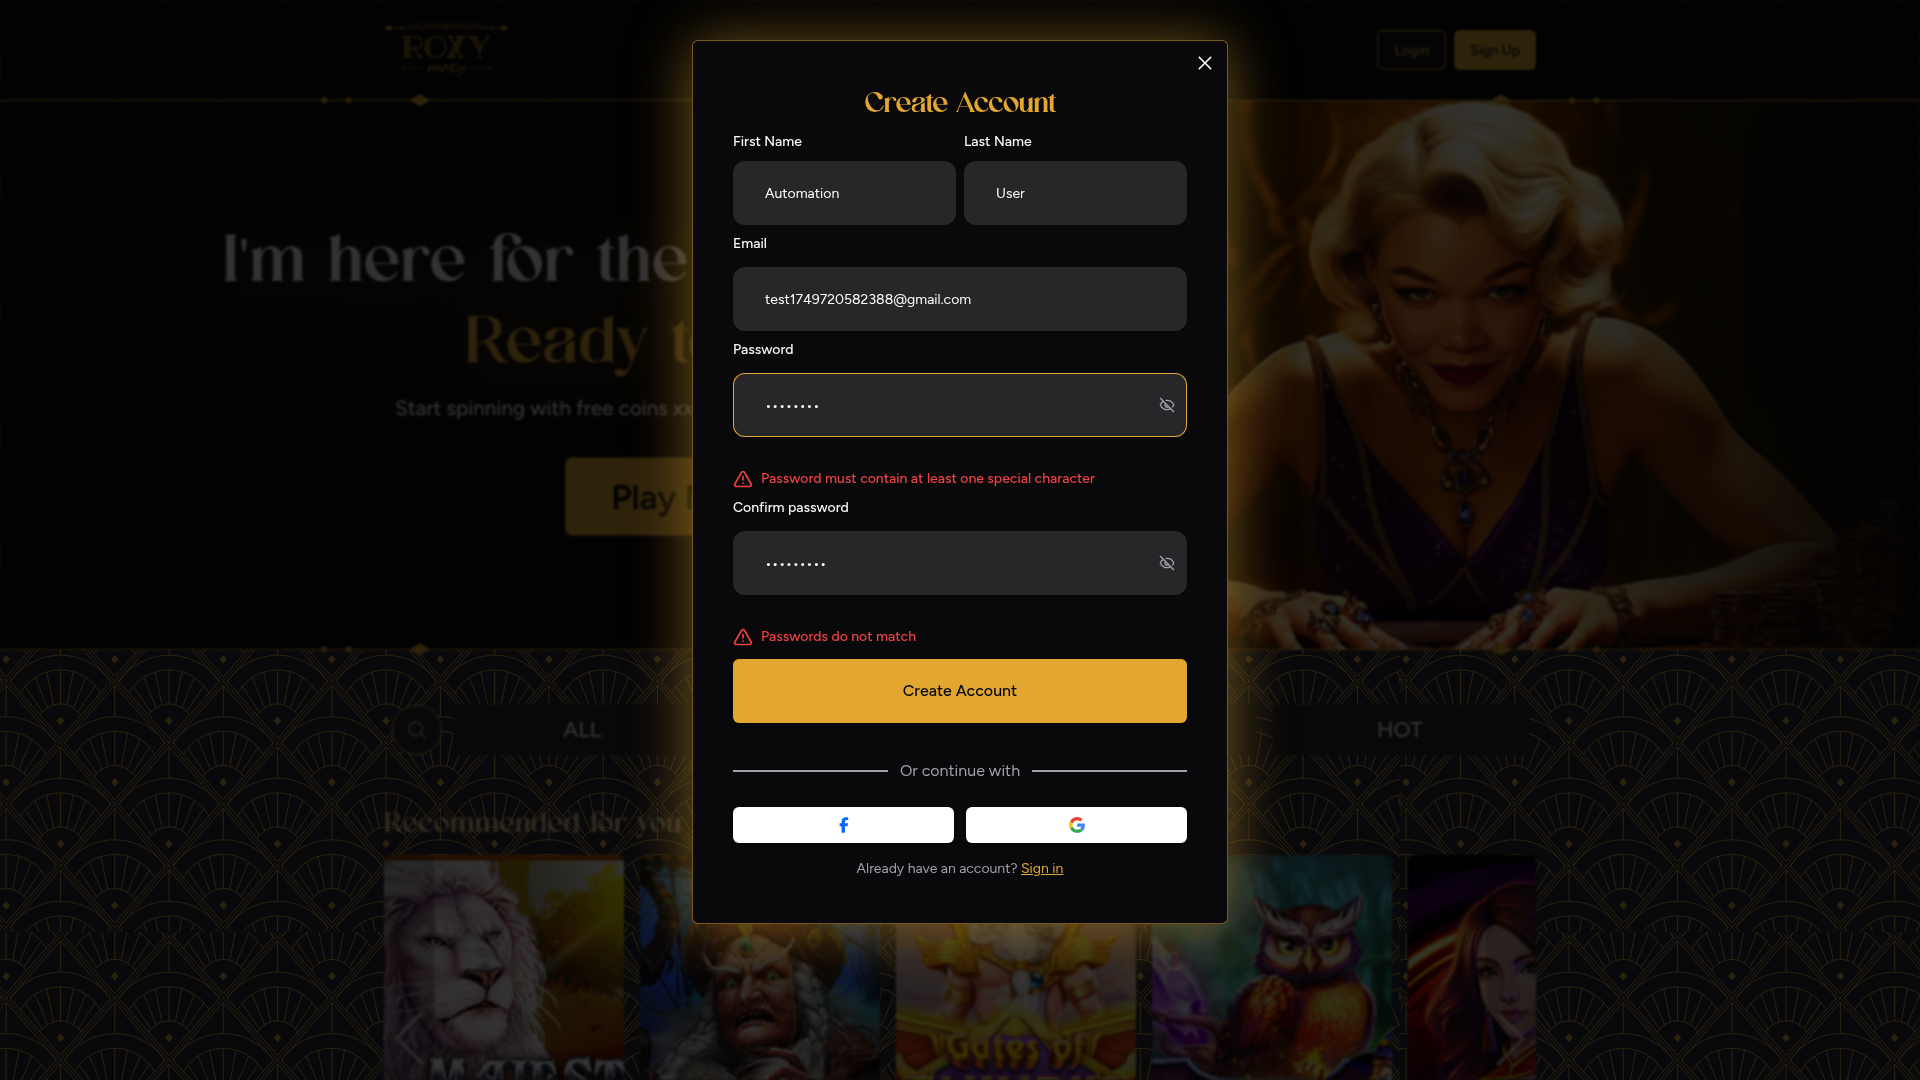 ROXY
moxy
Login
Sign Up
Create Account
First Name
Last Name
Automation
User
I'm here for the
Email
test1749720582388@gmail.com
Ready t
Password
••••••••
Start spinning with free coins
Password must contain at least one special character
Play
Confirm password
•••••••••
Passwords do not match
Create Account
ALL
HOT
Or continue with
Recommended for you
Already have an account? Sign in
Gates of